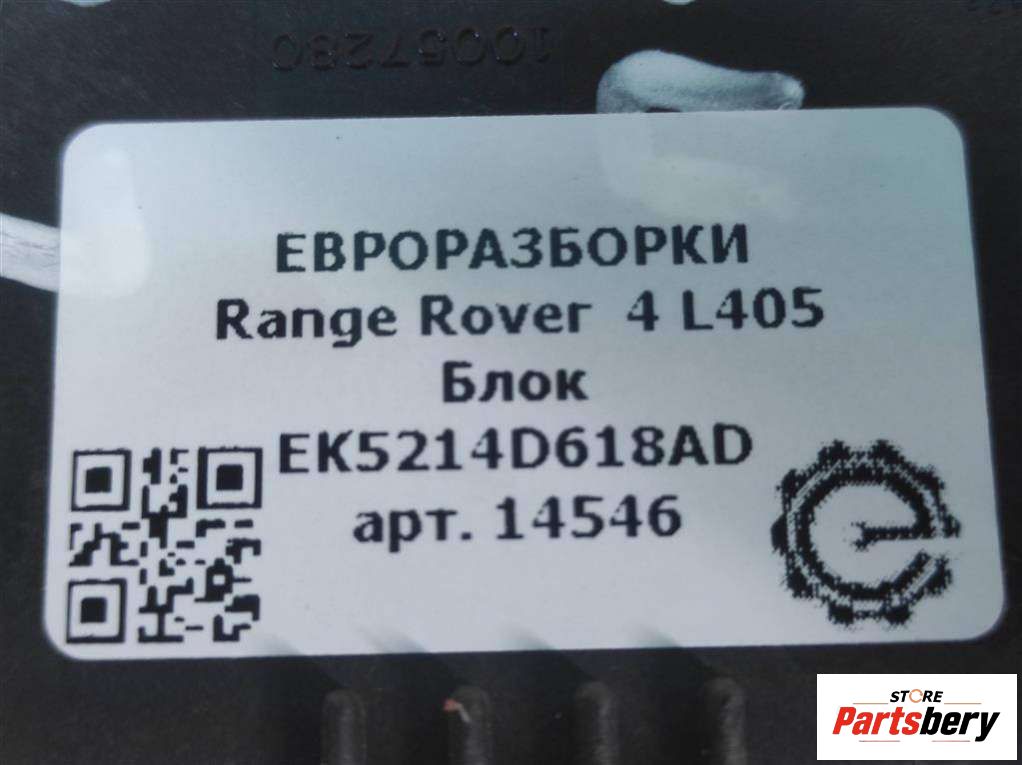 10057280
ЕВРОРАЗБОРКИ
Range Rover 4 L405
Блок
EK5214D618AD
арт. 14546
STORE
Partsbery